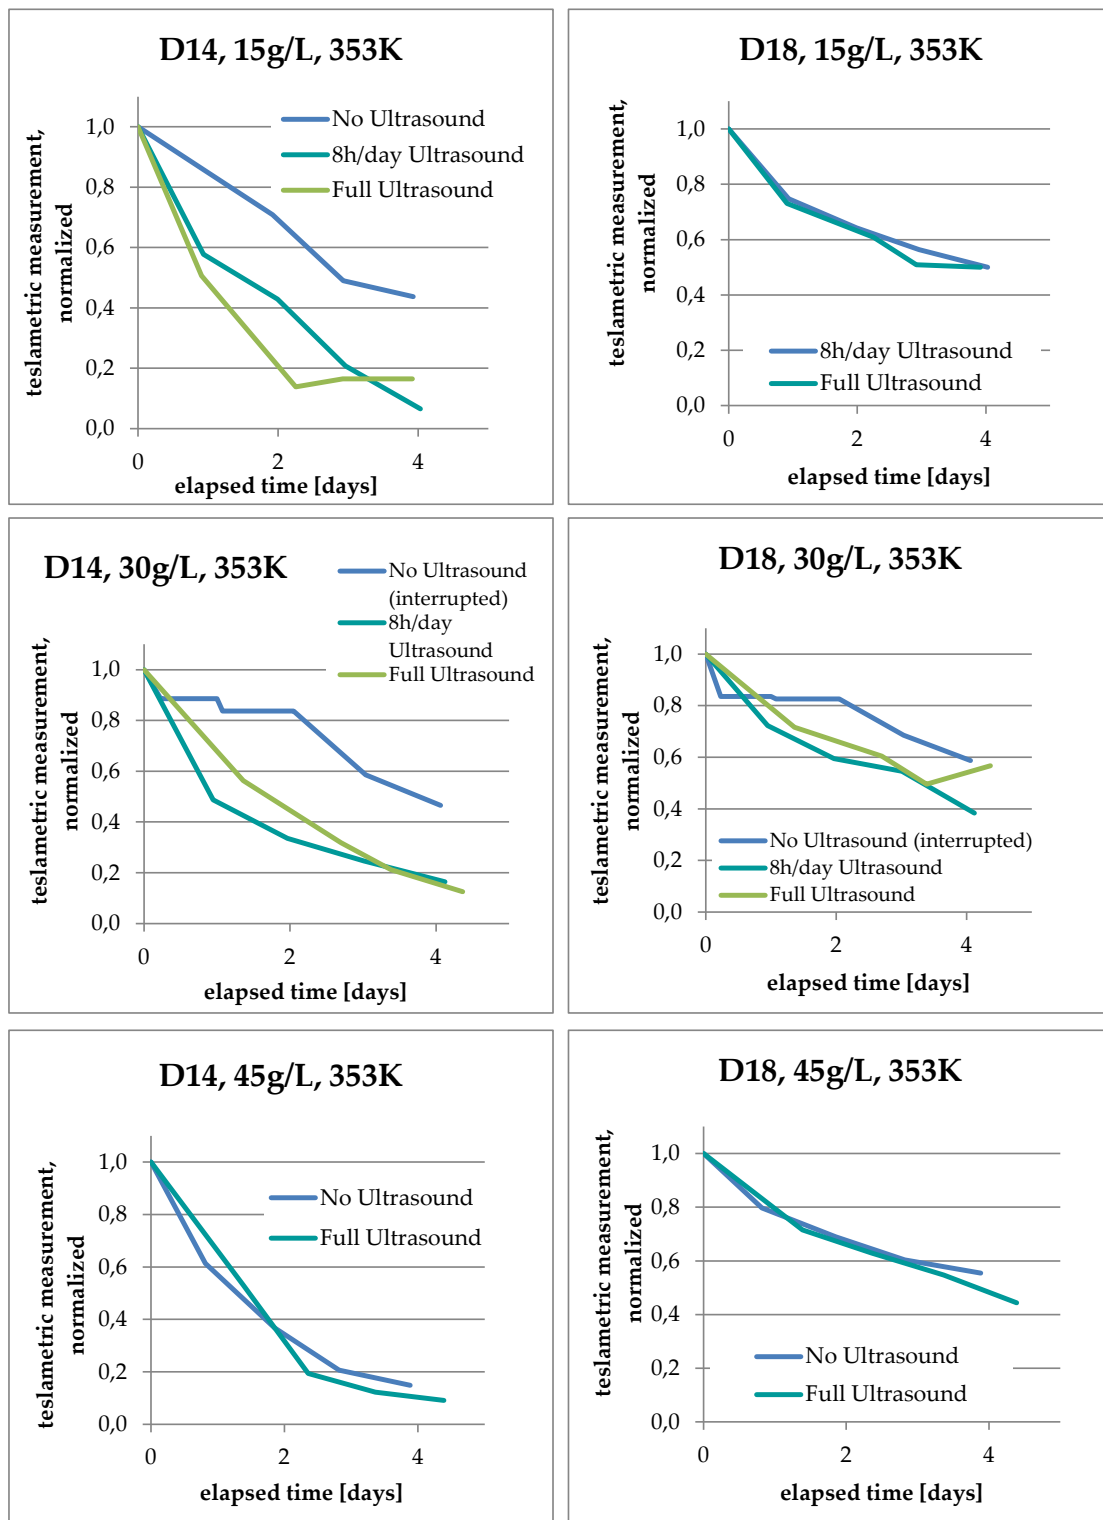 D14, 15g/L, 353K
teslametric measurement,
normalized
1,0
0,8
0,6
0,4
0,2
0,0
No Ultrasound
8h/day Ultrasound
Full Ultrasound
0 2 4
elapsed time [days]
D18, 15g/L, 353K
teslametric measurement,
normalized
1,0
0,8
0,6
0,4
0,2
0,0
8h/day Ultrasound
Full Ultrasound
0 2 4
elapsed time [days]
D14, 30g/L, 353K
No Ultrasound
(interrupted)
8h/day
Ultrasound
Full Ultrasound
teslametric measurement,
normalized
1,0
0,8
0,6
0,4
0,2
0,0
0 2 4
elapsed time [days]
D18, 30g/L, 353K
teslametric measurement,
normalized
1,0
0,8
0,6
0,4
0,2
0,0
No Ultrasound (interrupted)
8h/day Ultrasound
Full Ultrasound
0 2 4
elapsed time [days]
D14, 45g/L, 353K
teslametric measurement,
normalized
1,0
0,8
0,6
0,4
0,2
0,0
No Ultrasound
Full Ultrasound
0 2 4
elapsed time [days]
D18, 45g/L, 353K
teslametric measurement,
normalized
1,0
0,8
0,6
0,4
0,2
0,0
No Ultrasound
Full Ultrasound
0 2 4
elapsed time [days]